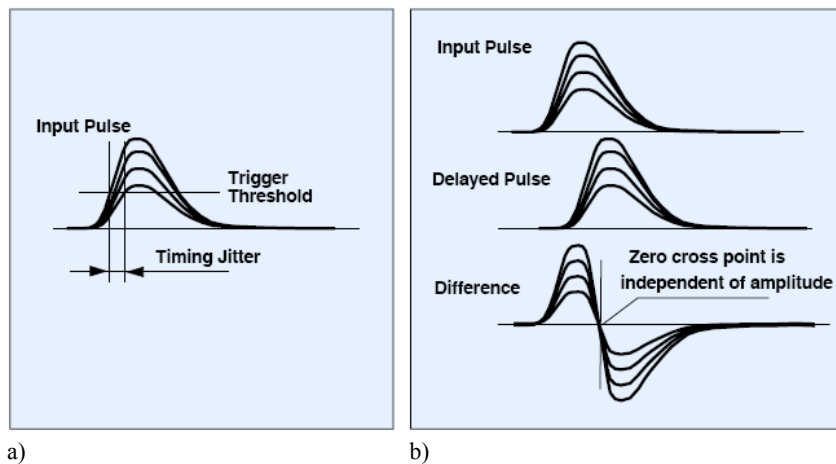 Input Pulse
Trigger
Threshold
Timing Jitter
a)
Input Pulse
Delayed Pulse
Difference
Zero cross point is
independent of amplitude
b)